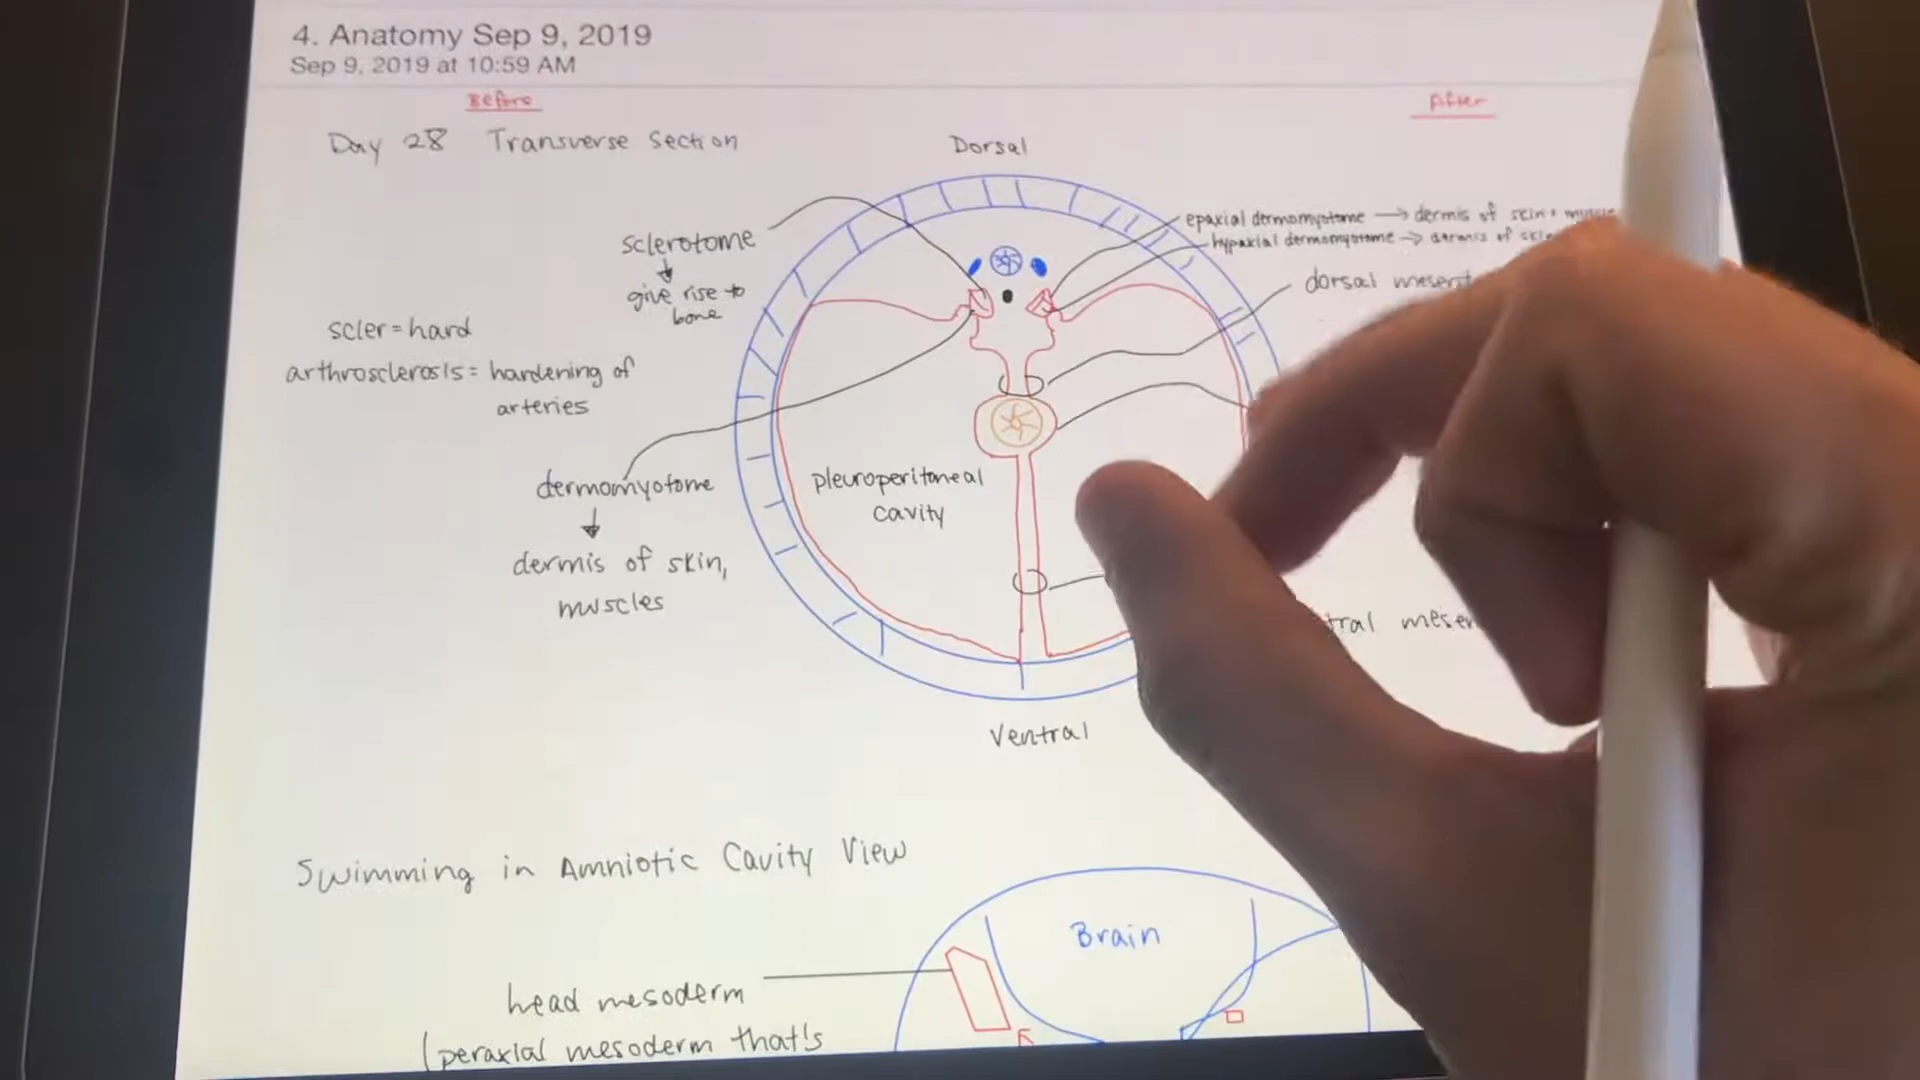 4. Anatomy Sep 9, 2019
Sep 9, 2019 at 10:59 AM
Before
After
Day 28 Transverse Section
Dorsal
sclerotome
give rise to
bone
epaxial dermomyotome → dermis of skin +
hypaxial dermomyotome → dermis of skin
dorsal
scler = hard
arthrosclerosis = hardening of
arteries
dermomyotome
dermis of skin,
muscles
pleuroperitoneal
cavity
Ventral
Swimming in Amniotic Cavity View
Brain
head mesoderm
(peraxial mesoderm that's